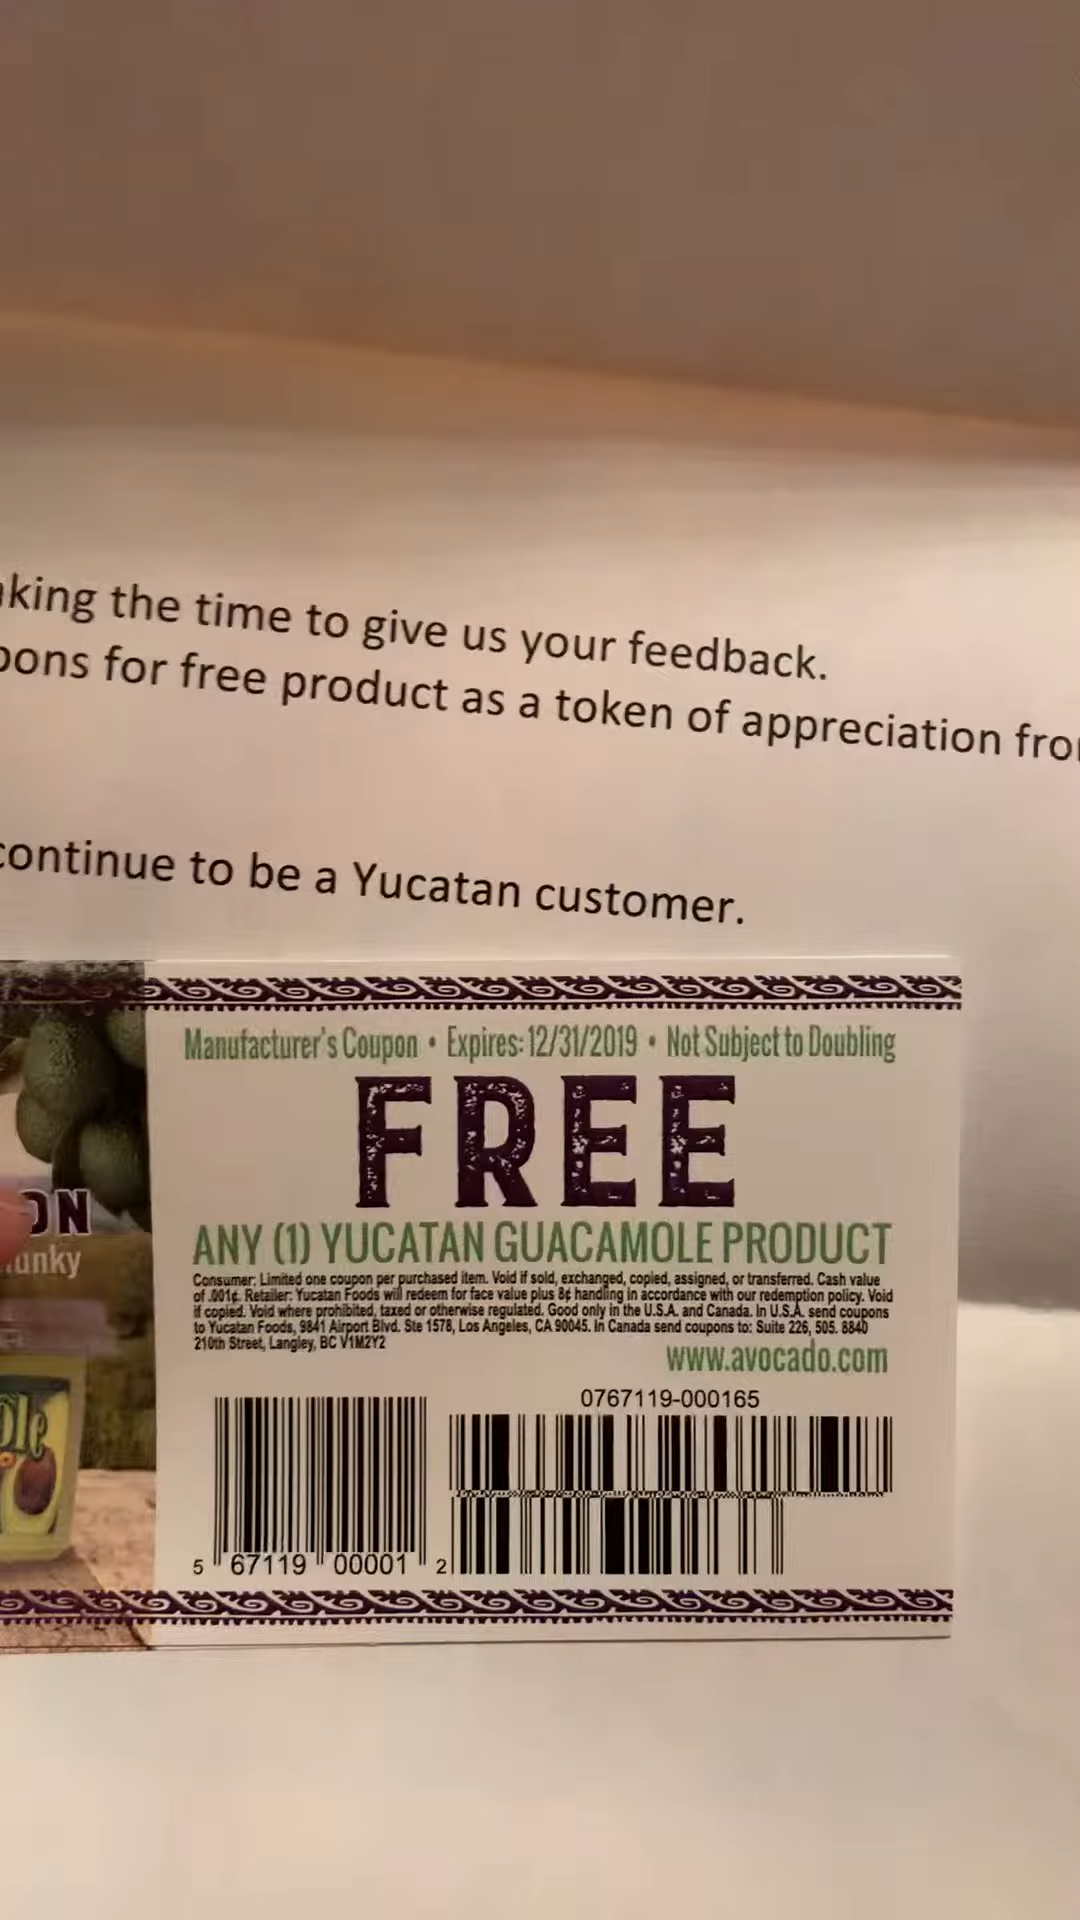 the time to give us your feedback.
for free product as a token of appreciation
continue to be a Yucatan customer.
Manufacturer's Coupon • Expires: 12/31/2019 • Not Subject to Doubling
FREE
ANY (1) YUCATAN GUACAMOLE PRODUCT
Consumer: Limited one coupon per purchased item. Void if sold, exchanged, copied, assigned, or transferred. Cash value
of .001¢. Retailer: Yucatan Foods will redeem for face value plus 8¢ handling in accordance with our redemption policy. Void
if copied. Void where prohibited, taxed or otherwise regulated. Good only in the U.S.A. and Canada. In U.S.A. send coupons
to Yucatan Foods, 9841 Airport Blvd. Ste 1578, Los Angeles, CA 90045. In Canada send coupons to: Suite 226, 505. 8840
210th Street, Langley, BC V1M2Y2
www.avocado.com
0767119-000165
5 67119 00001 2